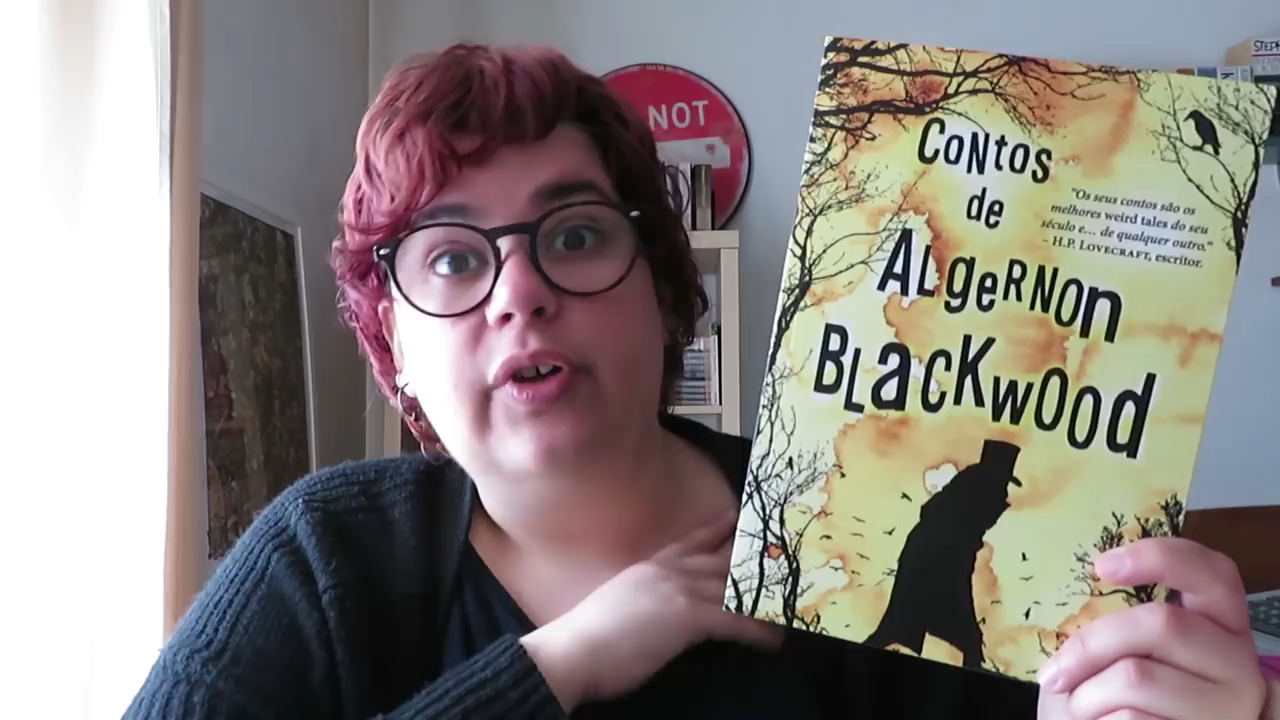 NOT
STEPH
CoNtos
de
ALgeRNOn
BLacKwOOd
"Os seus contos são os
melhores weird tales do seu
século e... de qualquer outro."
– H.P. LOVECRAFT, escritor.